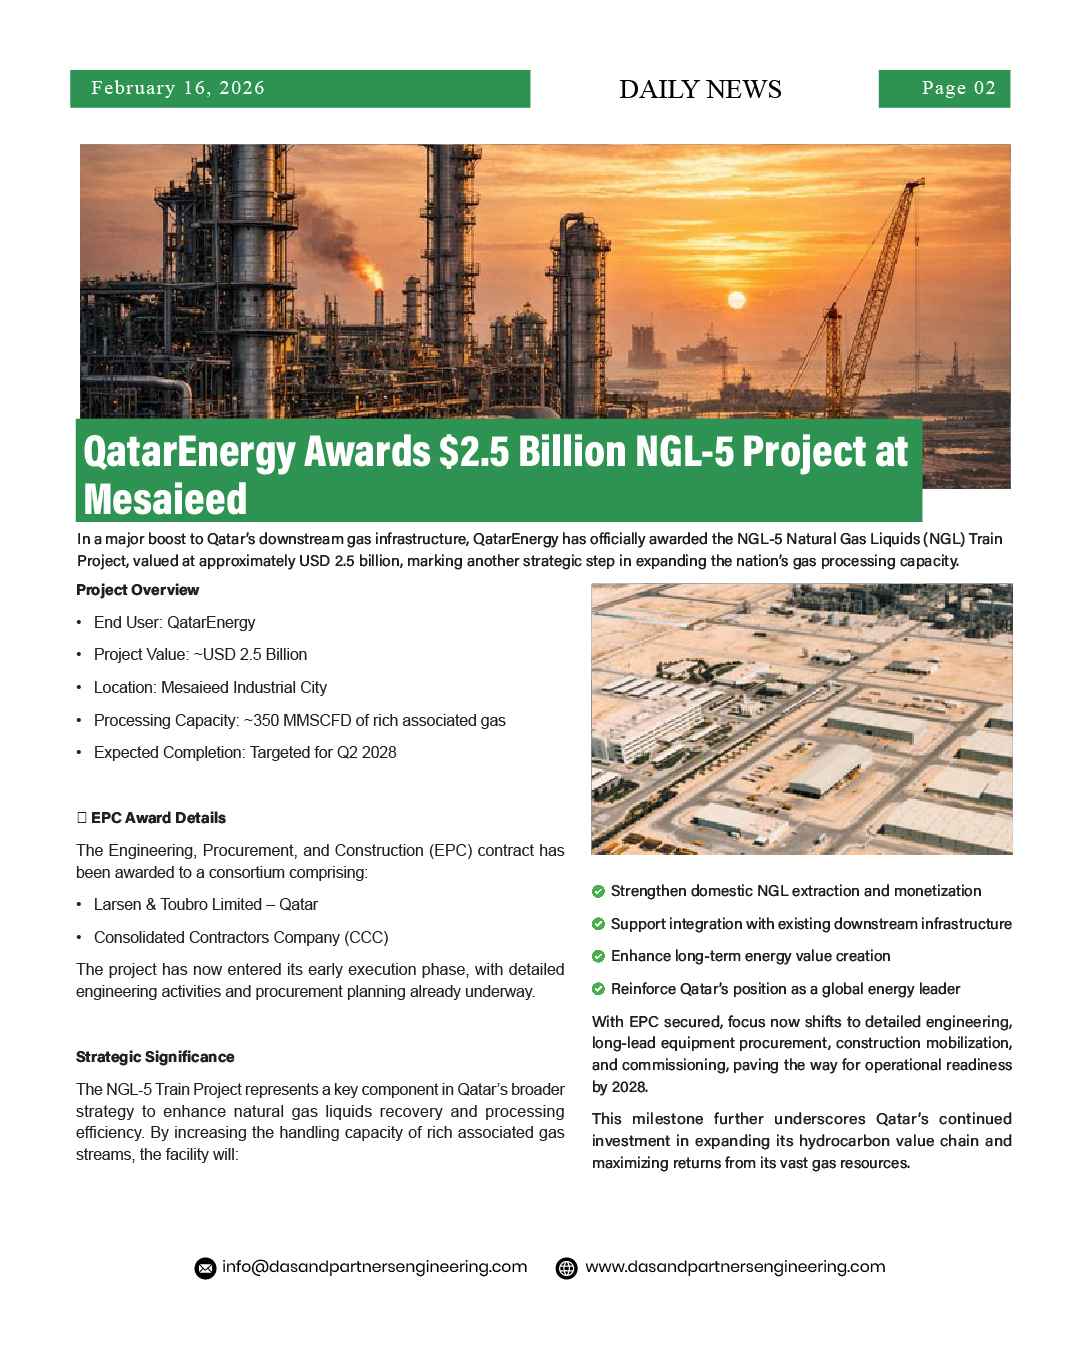 February 16, 2026
DAILY NEWS
Page 02
QatarEnergy Awards $2.5 Billion NGL-5 Project at
Mesaieed
In a major boost to Qatar’s downstream gas infrastructure, QatarEnergy has officially awarded the NGL-5 Natural Gas Liquids (NGL) Train
Project, valued at approximately USD 2.5 billion, marking another strategic step in expanding the nation’s gas processing capacity.
Project Overview
• End User: QatarEnergy
• Project Value: ~USD 2.5 Billion
• Location: Mesaieed Industrial City
• Processing Capacity: ~350 MMSCFD of rich associated gas
• Expected Completion: Targeted for Q2 2028
EPC Award Details
The Engineering, Procurement, and Construction (EPC) contract has
been awarded to a consortium comprising:
• Larsen & Toubro Limited – Qatar
• Consolidated Contractors Company (CCC)
The project has now entered its early execution phase, with detailed
engineering activities and procurement planning already underway.
Strategic Significance
The NGL-5 Train Project represents a key component in Qatar’s broader
strategy to enhance natural gas liquids recovery and processing
efficiency. By increasing the handling capacity of rich associated gas
streams, the facility will:
Strengthen domestic NGL extraction and monetization
Support integration with existing downstream infrastructure
Enhance long-term energy value creation
Reinforce Qatar’s position as a global energy leader
With EPC secured, focus now shifts to detailed engineering,
long-lead equipment procurement, construction mobilization,
and commissioning, paving the way for operational readiness
by 2028.
This milestone further underscores Qatar’s continued
investment in expanding its hydrocarbon value chain and
maximizing returns from its vast gas resources.
info@dasandpartnersengineering.com
www.dasandpartnersengineering.com